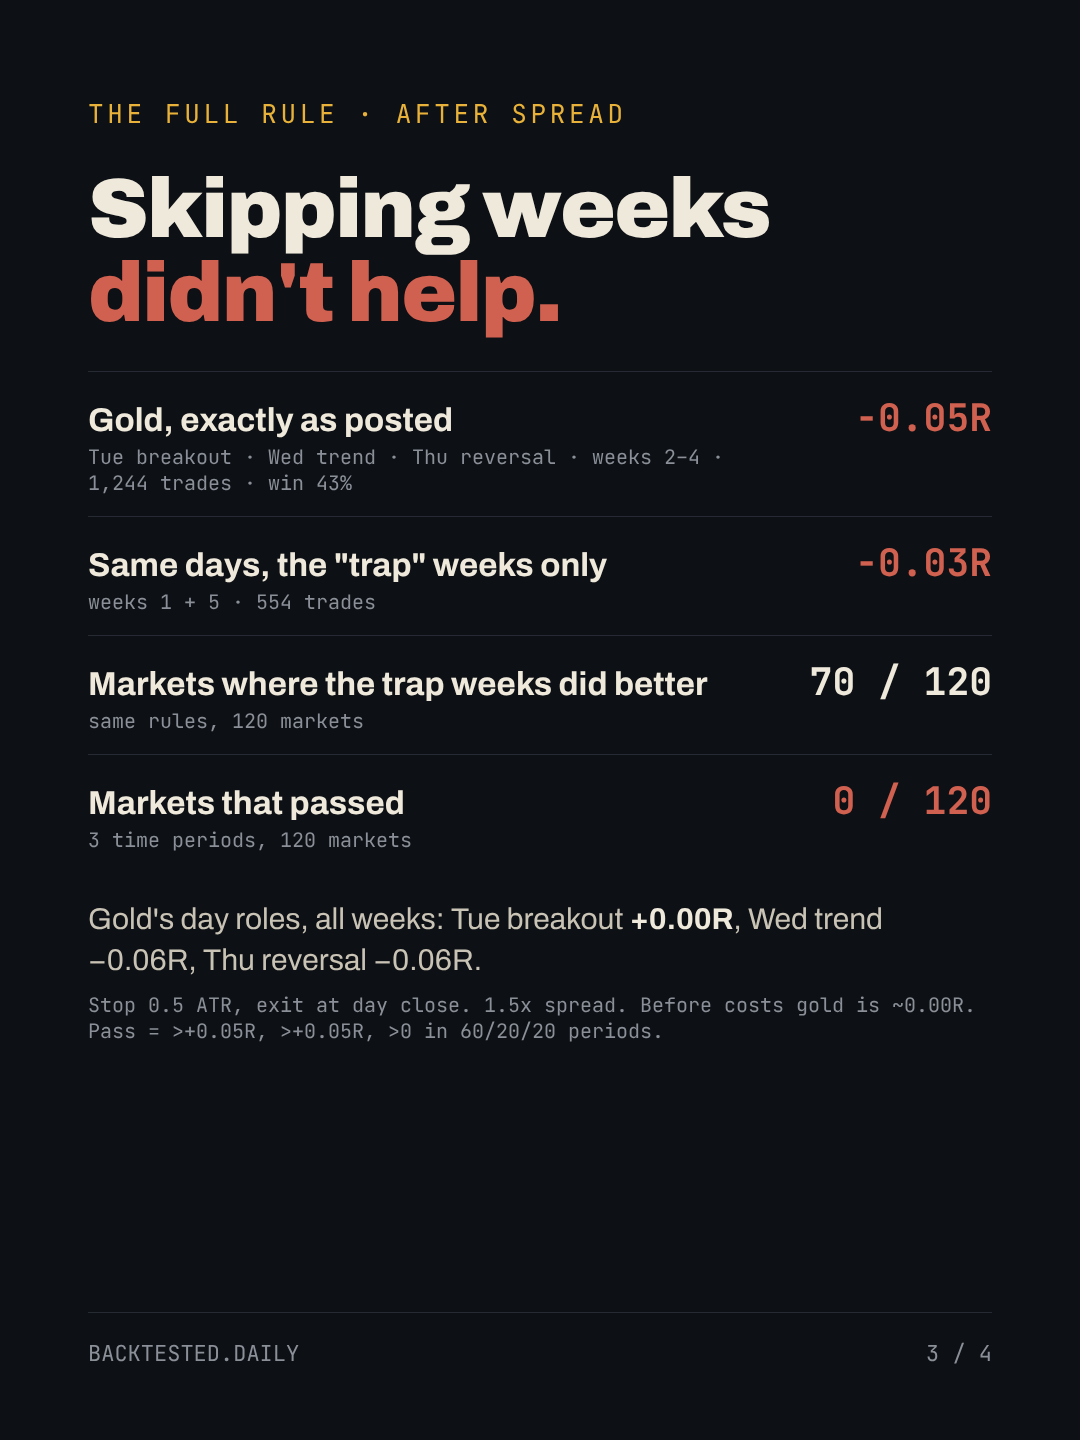 THE FULL RULE · AFTER SPREAD
Skipping weeks
didn't help.
Gold, exactly as posted
-0.05R
Tue breakout · Wed trend · Thu reversal · weeks 2–4 ·
1,244 trades · win 43%
Same days, the "trap" weeks only
-0.03R
weeks 1 + 5 · 554 trades
Markets where the trap weeks did better
70 / 120
same rules, 120 markets
Markets that passed
0 / 120
3 time periods, 120 markets
Gold's day roles, all weeks: Tue breakout +0.00R, Wed trend
−0.06R, Thu reversal −0.06R.
Stop 0.5 ATR, exit at day close. 1.5x spread. Before costs gold is ~0.00R.
Pass = >+0.05R, >+0.05R, >0 in 60/20/20 periods.
BACKTESTED.DAILY
3 / 4